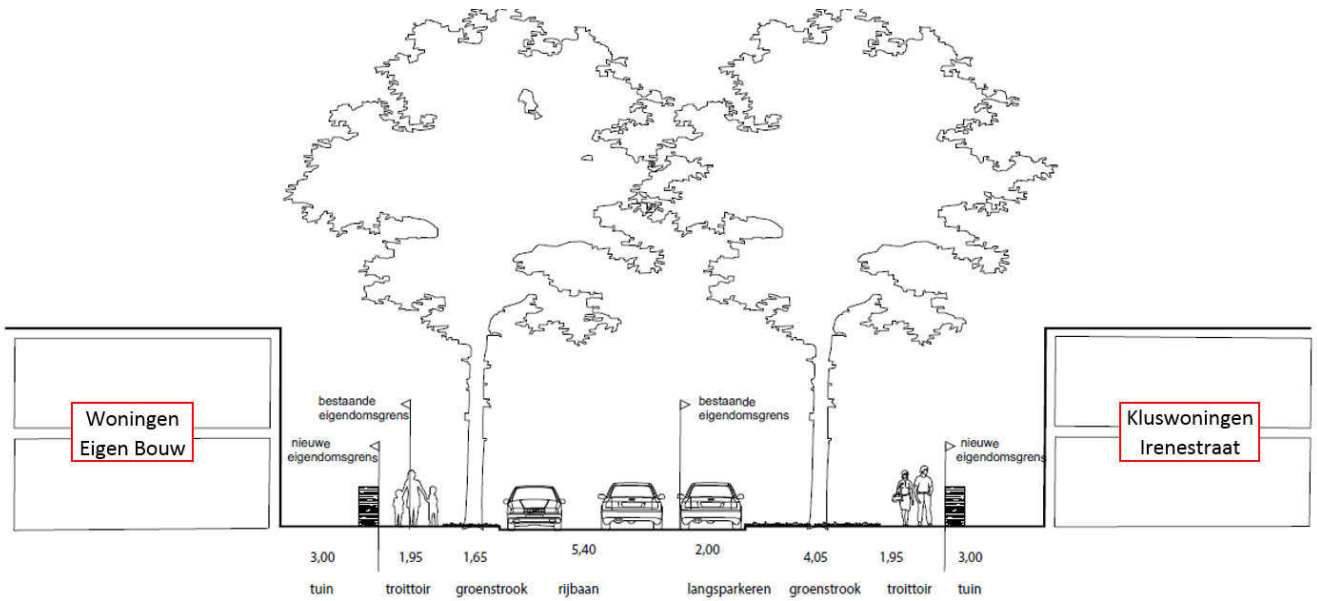 bestaande
eigendomsgrens
bestaande
eigendomsgrens
Woningen
Eigen Bouw
Kluswoningen
Irenestraat
nieuwe
eigendomsgrens
nieuwe
eigendomsgrens
3,00 1,95 1,65 5,40 2,00 4,05 1,95 3,00
tuin troittoir groenstrook rijbaan langsparkeren groenstrook troittoir tuin